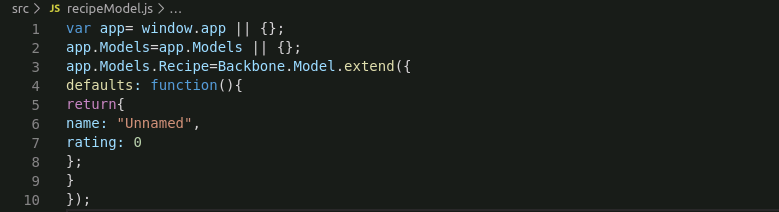 src > JS recipeModel.js > ...
1 var app= window.app || {};
2 app.Models=app.Models || {};
3 app.Models.Recipe=Backbone.Model.extend({
4 defaults: function(){
5 return{
6 name: "Unnamed",
7 rating: 0
8 };
9 }
10 });